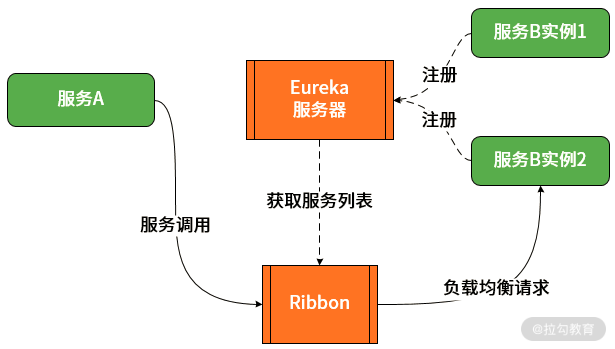 服务B实例1
注册
服务A
Eureka
服务器
注册
服务B实例2
获取服务列表
服务调用
负载均衡请求
Ribbon
@拉勾教育